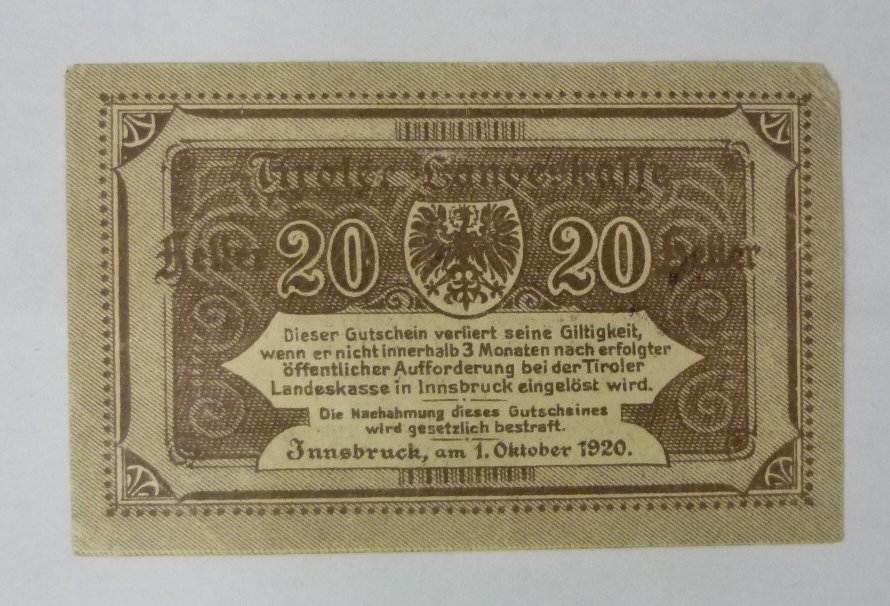 Tiroler Landeskasse
Heller 20 20 Heller
Dieser Gutschein verliert seine Giltigkeit,
wenn er nicht innerhalb 3 Monaten nach erfolgter
öffentlicher Aufforderung bei der Tiroler
Landeskasse in Innsbruck eingelöst wird.
Die Nachahmung dieses Gutscheines
wird gesetzlich bestraft.
Innsbruck, am 1. Oktober 1920.